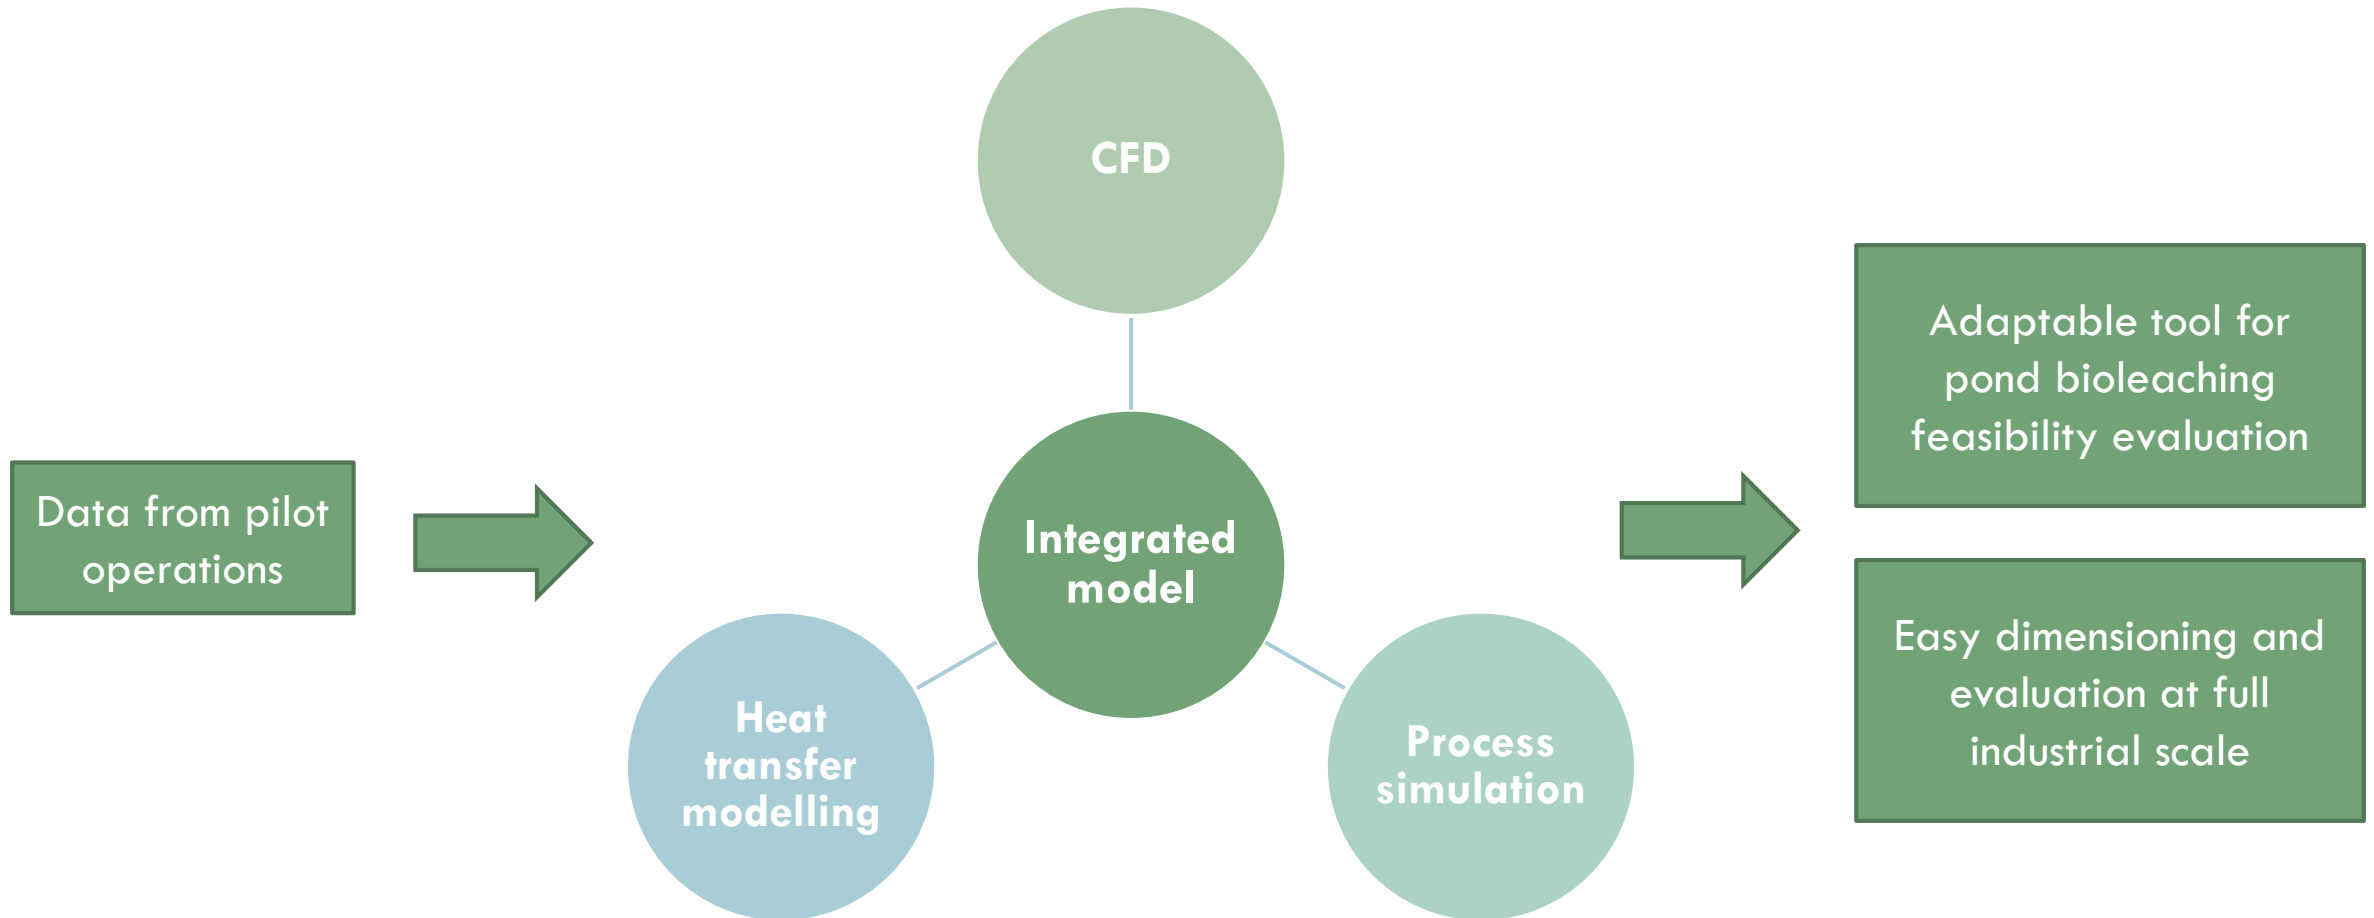 CFD
Data from pilot
operations
Integrated
model
Heat
transfer
modelling
Process
simulation
Adaptable tool for
pond bioleaching
feasibility evaluation
Easy dimensioning and
evaluation at full
industrial scale